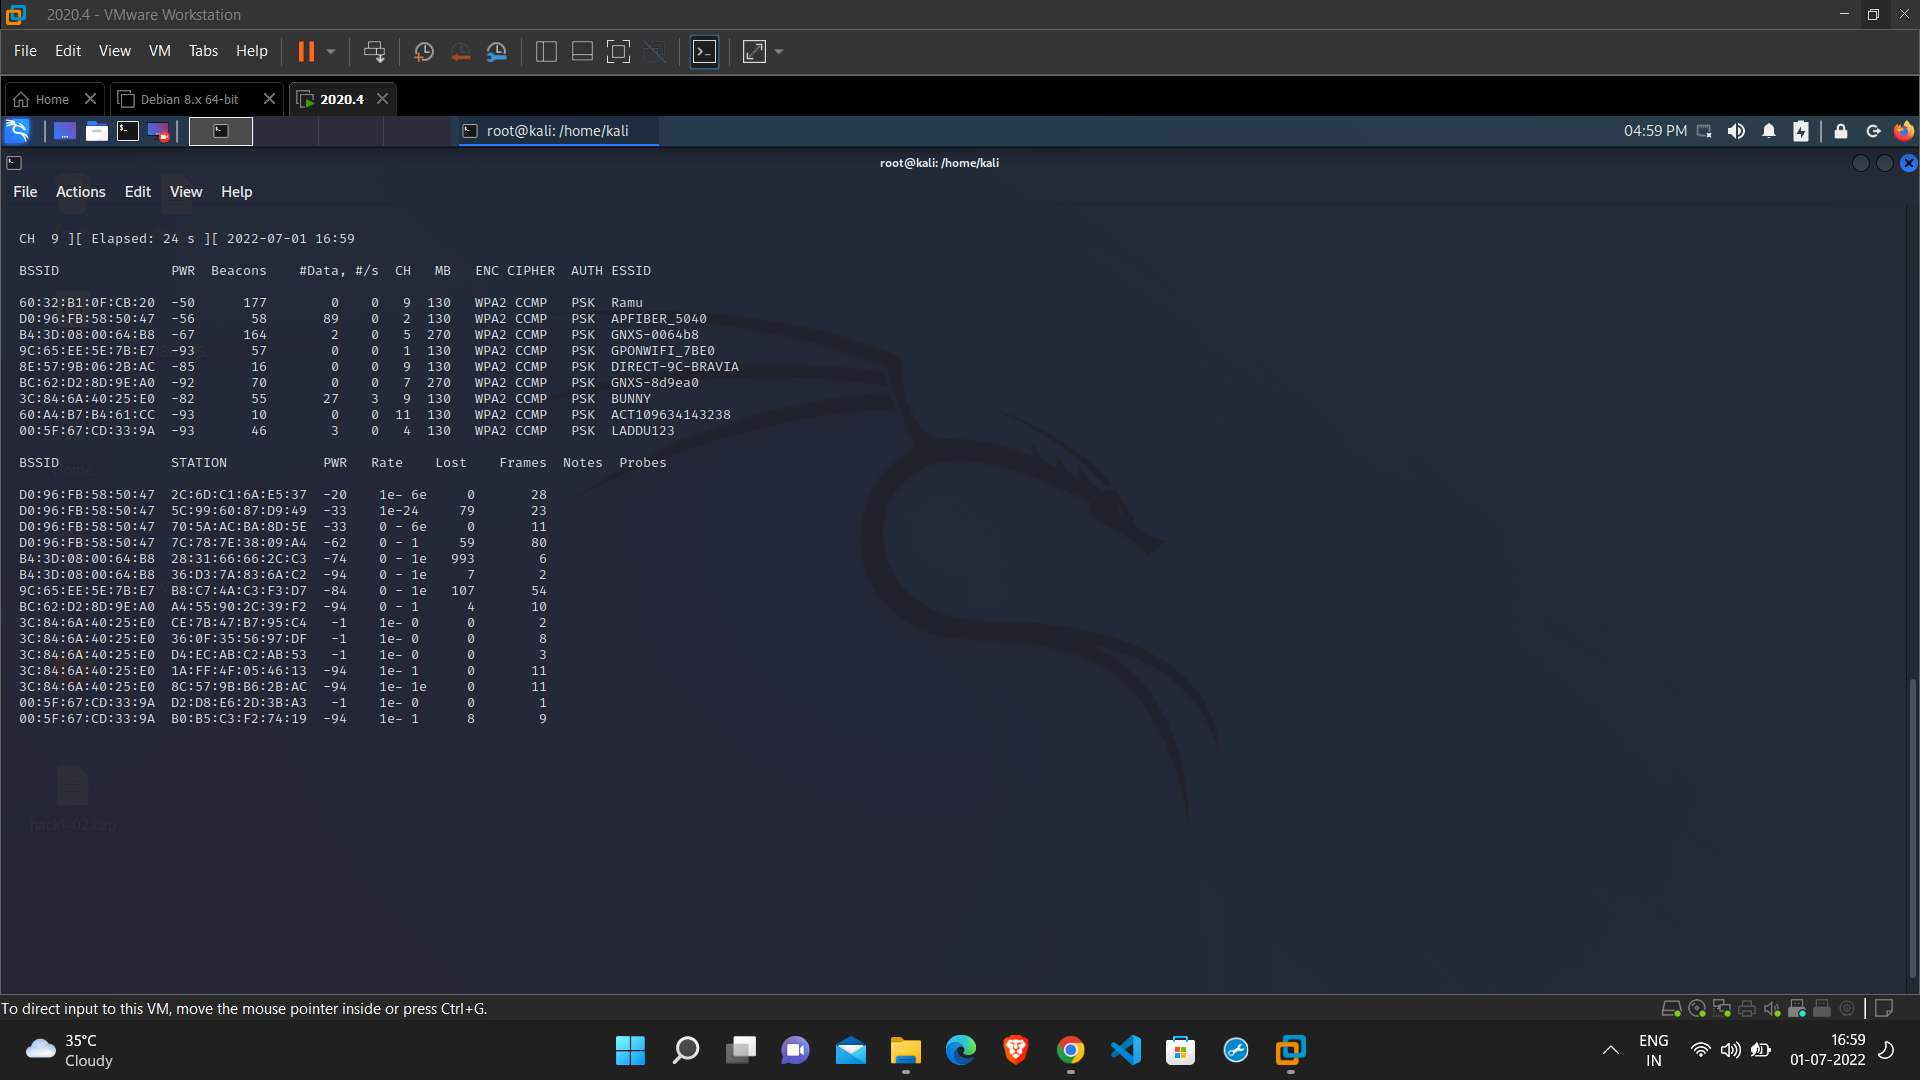 2020.4 - VMware Workstation
File Edit View VM Tabs Help
Home Debian 8.x 64-bit 2020.4
root@kali: /home/kali 04:59 PM
root@kali: /home/kali
File Actions Edit View Help
CH 9 ][ Elapsed: 24 s ][ 2022-07-01 16:59
BSSID PWR Beacons #Data, #/s CH MB ENC CIPHER AUTH ESSID
60:32:B1:0F:CB:20 -50 177 0 0 9 130 WPA2 CCMP PSK Ramu
D0:96:FB:58:50:47 -56 58 89 0 2 130 WPA2 CCMP PSK APFIBER_5040
B4:3D:08:00:64:B8 -67 164 2 0 5 270 WPA2 CCMP PSK GNXS-0064b8
9C:65:EE:5E:7B:E7 -93 57 0 0 1 130 WPA2 CCMP PSK GPONWIFI_7BE0
8E:57:9B:06:2B:AC -85 16 0 0 9 130 WPA2 CCMP PSK DIRECT-9C-BRAVIA
BC:62:D2:8D:9E:A0 -92 70 0 0 7 270 WPA2 CCMP PSK GNXS-8d9ea0
3C:84:6A:40:25:E0 -82 55 27 3 9 130 WPA2 CCMP PSK BUNNY
60:A4:B7:B4:61:CC -93 10 0 0 11 130 WPA2 CCMP PSK ACT109634143238
00:5F:67:CD:33:9A -93 46 3 0 4 130 WPA2 CCMP PSK LADDU123
BSSID STATION PWR Rate Lost Frames Notes Probes
D0:96:FB:58:50:47 2C:6D:C1:6A:E5:37 -20 1e- 6e 0 28
D0:96:FB:58:50:47 5C:99:60:87:D9:49 -33 1e-24 79 23
D0:96:FB:58:50:47 70:5A:AC:BA:8D:5E -33 0 - 6e 0 11
D0:96:FB:58:50:47 7C:78:7E:38:09:A4 -62 0 - 1 59 80
B4:3D:08:00:64:B8 28:31:66:66:2C:C3 -74 0 - 1e 993 6
B4:3D:08:00:64:B8 36:D3:7A:83:6A:C2 -94 0 - 1e 7 2
9C:65:EE:5E:7B:E7 B8:C7:4A:C3:F3:D7 -84 0 - 1e 107 54
BC:62:D2:8D:9E:A0 A4:55:90:2C:39:F2 -94 0 - 1 4 10
3C:84:6A:40:25:E0 CE:7B:47:B7:95:C4 -1 1e- 0 0 2
3C:84:6A:40:25:E0 36:0F:35:56:97:DF -1 1e- 0 0 8
3C:84:6A:40:25:E0 D4:EC:AB:C2:AB:53 -1 1e- 0 0 3
3C:84:6A:40:25:E0 1A:FF:4F:05:46:13 -94 1e- 1 0 11
3C:84:6A:40:25:E0 8C:57:9B:B6:2B:AC -94 1e- 1e 0 11
00:5F:67:CD:33:9A D2:D8:E6:2D:3B:A3 -1 1e- 0 0 1
00:5F:67:CD:33:9A B0:B5:C3:F2:74:19 -94 1e- 1 8 9
hack1-02.cap
To direct input to this VM, move the mouse pointer inside or press Ctrl+G.
35°C
Cloudy
ENG
IN
16:59
01-07-2022